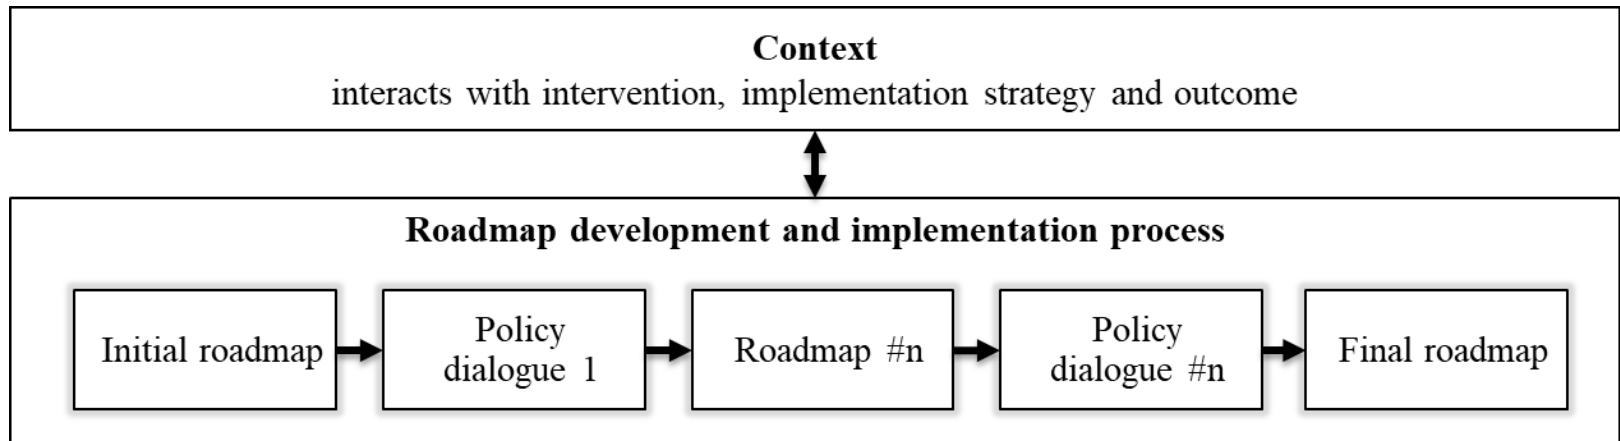 Context
interacts with intervention, implementation strategy and outcome
Roadmap development and implementation process
Initial roadmap
Policy
dialogue 1
Roadmap #n
Policy
dialogue #n
Final roadmap